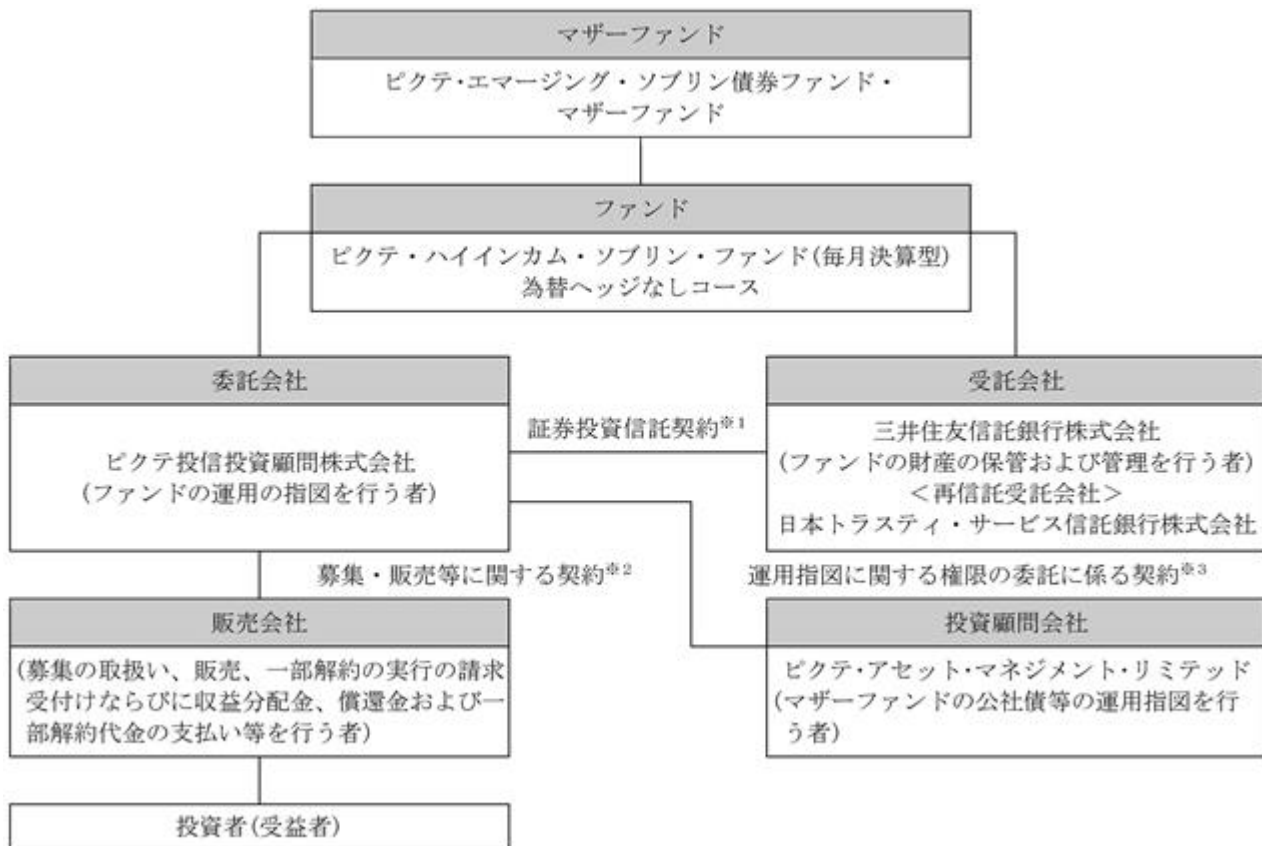 マザーファンド
ピクテ・エマージング・ソブリン債券ファンド・
マザーファンド
ファンド
ピクテ・ハイインカム・ソブリン・ファンド(毎月決算型)
為替ヘッジなしコース
委託会社
ピクテ投信投資顧問株式会社
(ファンドの運用の指図を行う者)
証券投資信託契約※1
受託会社
三井住友信託銀行株式会社
(ファンドの財産の保管および管理を行う者)
<再信託受託会社>
日本トラスティ・サービス信託銀行株式会社
募集・販売等に関する契約※2
運用指図に関する権限の委託に係る契約※3
販売会社
(募集の取扱い、販売、一部解約の実行の請求
受付けならびに収益分配金、償還金および一
部解約代金の支払い等を行う者)
投資顧問会社
ピクテ・アセット・マネジメント・リミテッド
(マザーファンドの公社債等の運用指図を行
う者)
投資者(受益者)